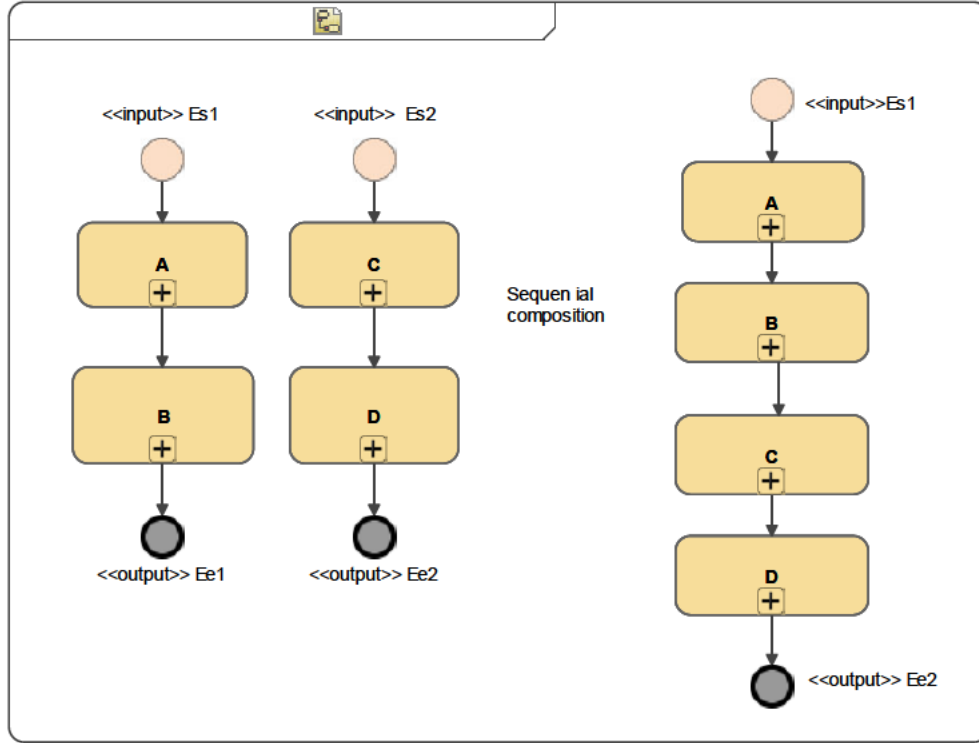 <<input>> Es1
<<input>> Es2
A
B
<<output>> Ee1
C
D
<<output>> Ee2
Sequen ial
composition
<<input>>Es1
A
B
C
D
<<output>> Ee2